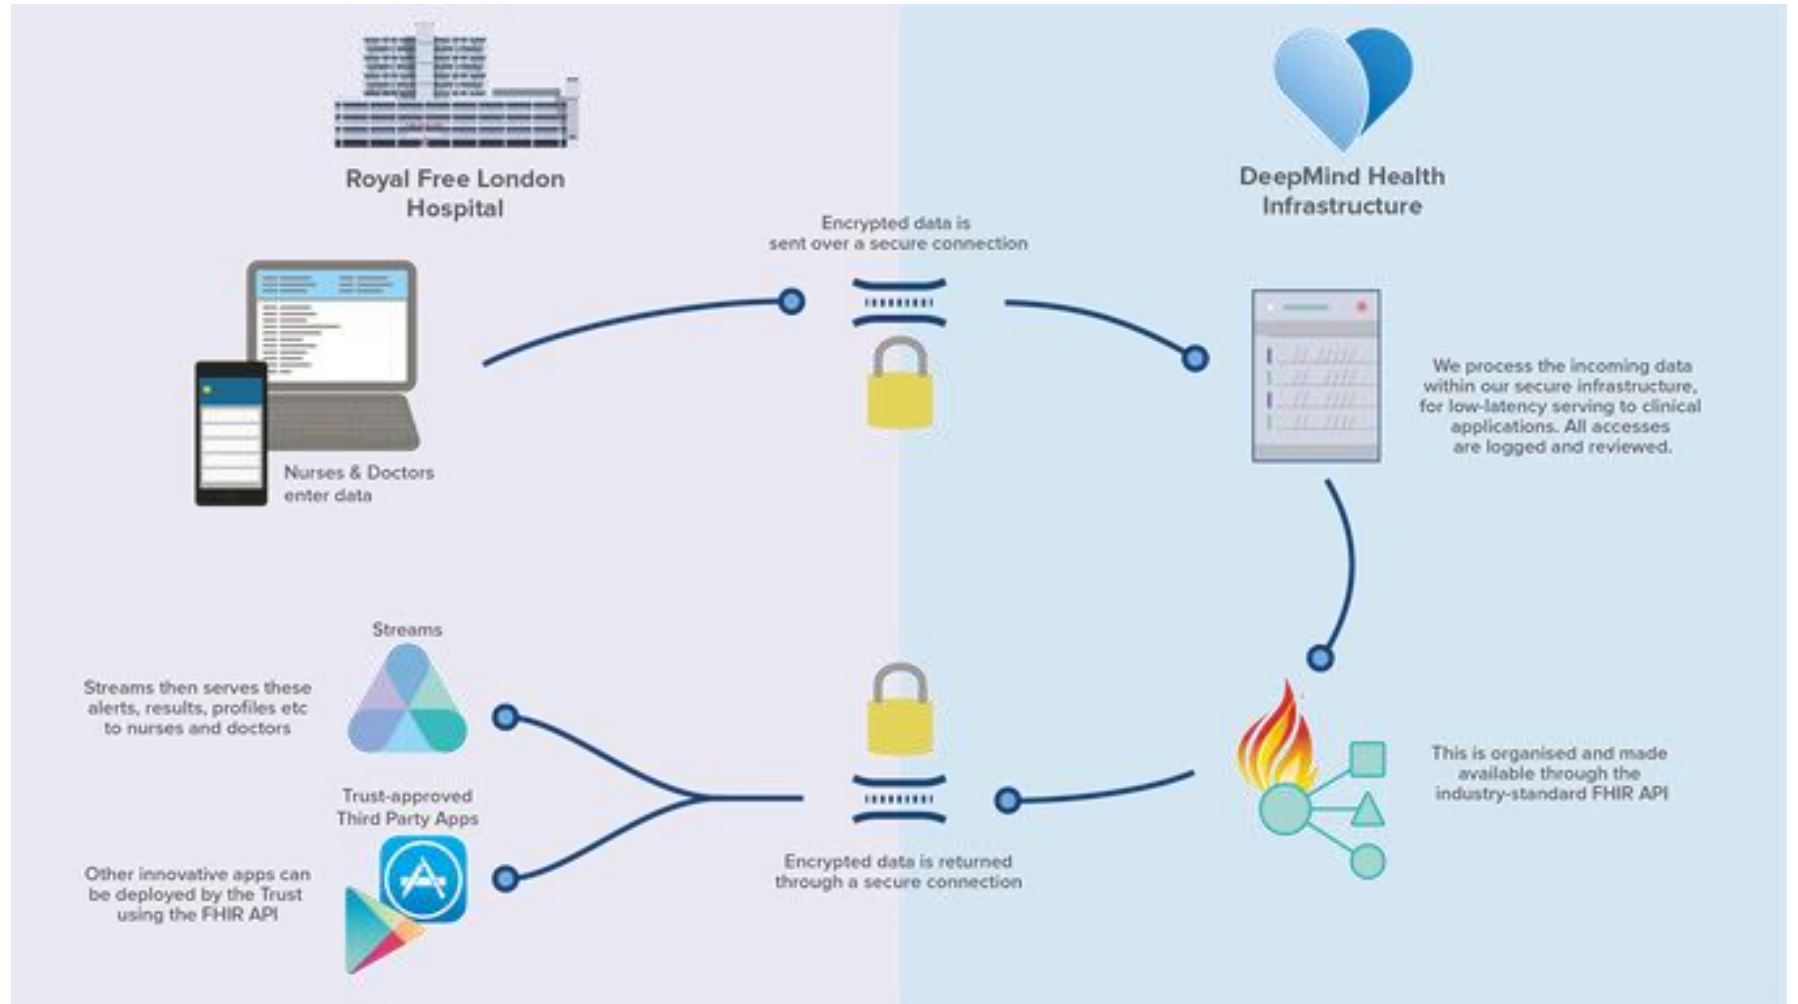 Royal Free London
Hospital
DeepMind Health
Infrastructure
Encrypted data is
sent over a secure connection
Nurses & Doctors
enter data
We process the incoming data
within our secure infrastructure,
for low-latency serving to clinical
applications. All accesses
are logged and reviewed.
Streams
Streams then serves these
alerts, results, profiles etc
to nurses and doctors
This is organised and made
available through the
industry-standard FHIR API
Trust-approved
Third Party Apps
Encrypted data is returned
through a secure connection
Other innovative apps can
be deployed by the Trust
using the FHIR API